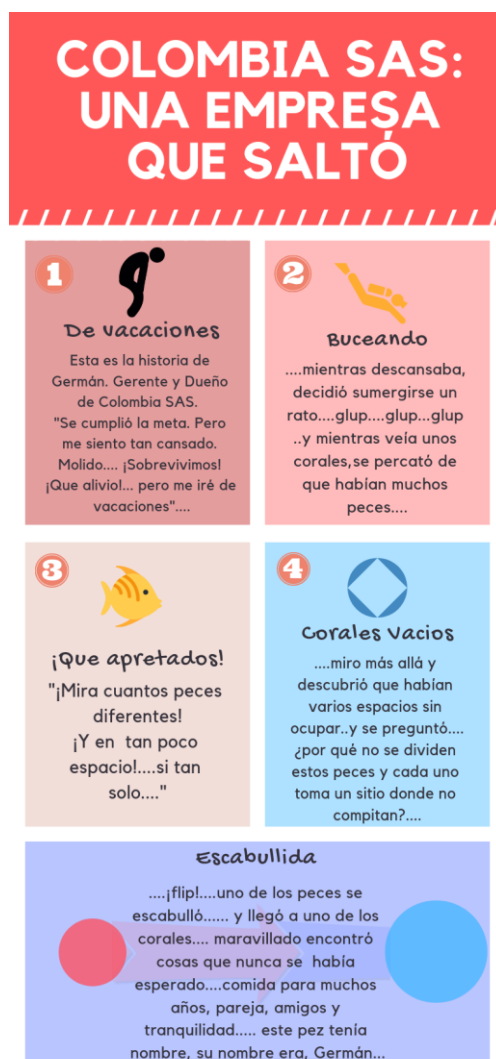 COLOMBIA SAS:
UNA EMPRESA
QUE SALTÓ
1
De vacaciones
Esta es la historia de
Germán. Gerente y Dueño
de Colombia SAS.
"Se cumplió la meta. Pero
me siento tan cansado.
Molido.... ¡Sobrevivimos!
¡Que alivio!... pero me iré de
vacaciones"....
2
Buceando
....mientras descansaba,
decidió sumergirse un
rato....glup....glup...glup
..y mientras veía unos
corales,se percató de
que habían muchos
peces....
3
¡Que apretados!
"¡Mira cuantos peces
diferentes!
¡Y en tan poco
espacio!....si tan
solo...."
4
Corales Vacios
....miro más allá y
descubrió que habían
varios espacios sin
ocupar..y se preguntó....
¿por qué no se dividen
estos peces y cada uno
toma un sitio donde no
compitan?....
Escabullida
....¡flip!....uno de los peces se
escabulló...... y llegó a uno de los
corales.... maravillado encontró
cosas que nunca se había
esperado....comida para muchos
años, pareja, amigos y
tranquilidad..... este pez tenía
nombre, su nombre era, Germán...